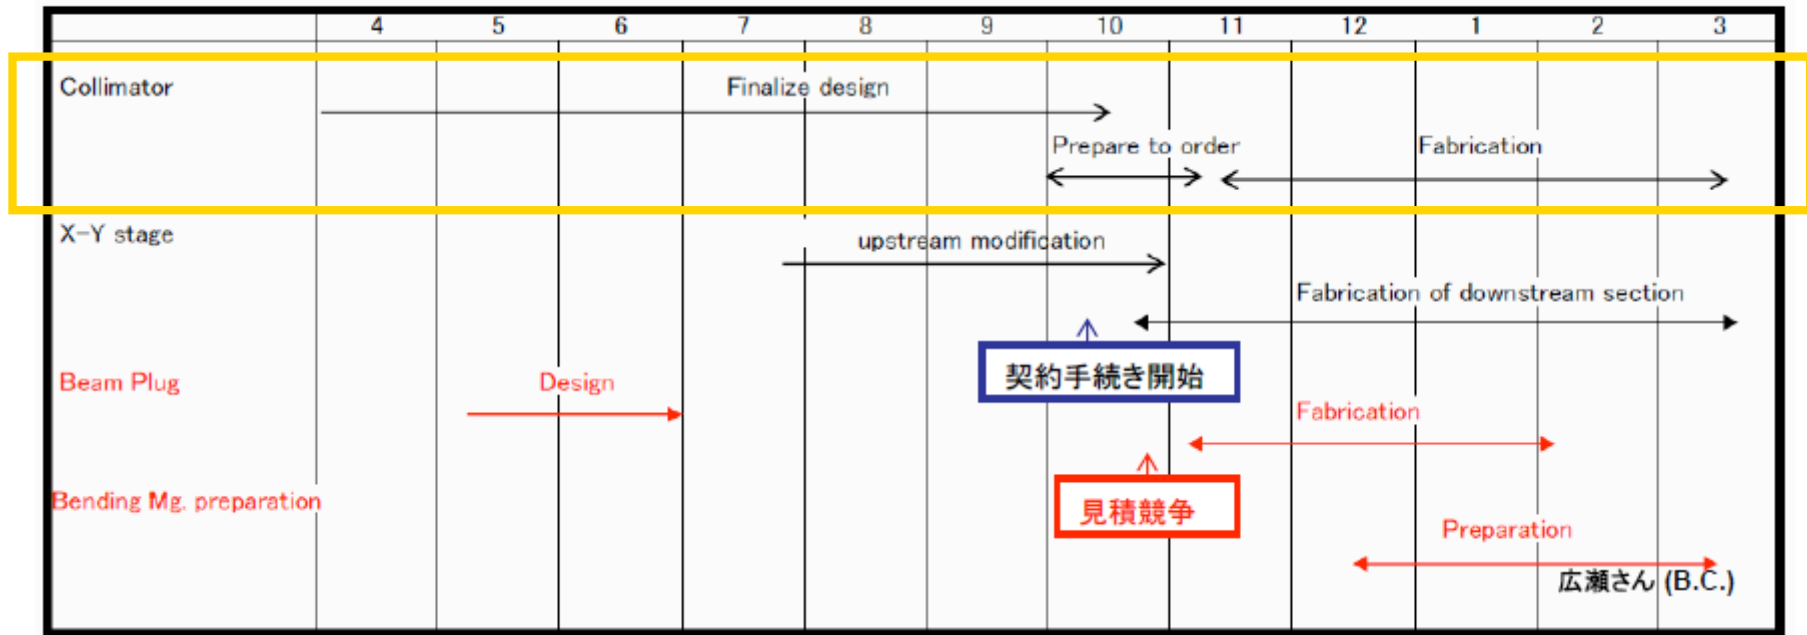 4 5 6 7 8 9 10 11 12 1 2 3
Collimator
Finalize design
Prepare to order
Fabrication
X-Y stage
upstream modification
Fabrication of downstream section
契約手続き開始
Beam Plug
Design
Fabrication
見積競争
Bending Mg. preparation
Preparation
広瀬さん (B.C.)